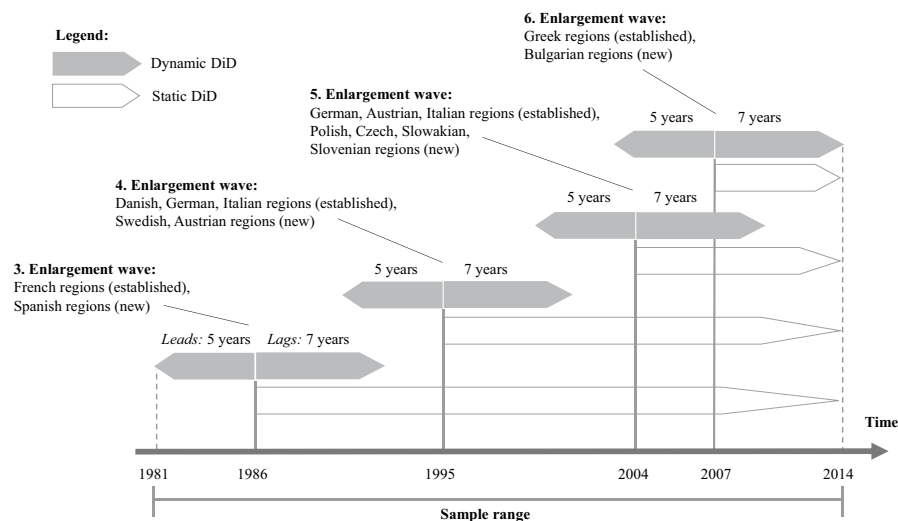 Legend:
Dynamic DiD
Static DiD
6. Enlargement wave:
Greek regions (established),
Bulgarian regions (new)
5. Enlargement wave:
German, Austrian, Italian regions (established),
Polish, Czech, Slowakian,
Slovenian regions (new)
5 years 7 years
4. Enlargement wave:
Danish, German, Italian regions (established),
Swedish, Austrian regions (new)
5 years 7 years
3. Enlargement wave:
French regions (established),
Spanish regions (new)
5 years 7 years
Leads: 5 years Lags: 7 years
Time
1981 1986 1995 2004 2007 2014
Sample range